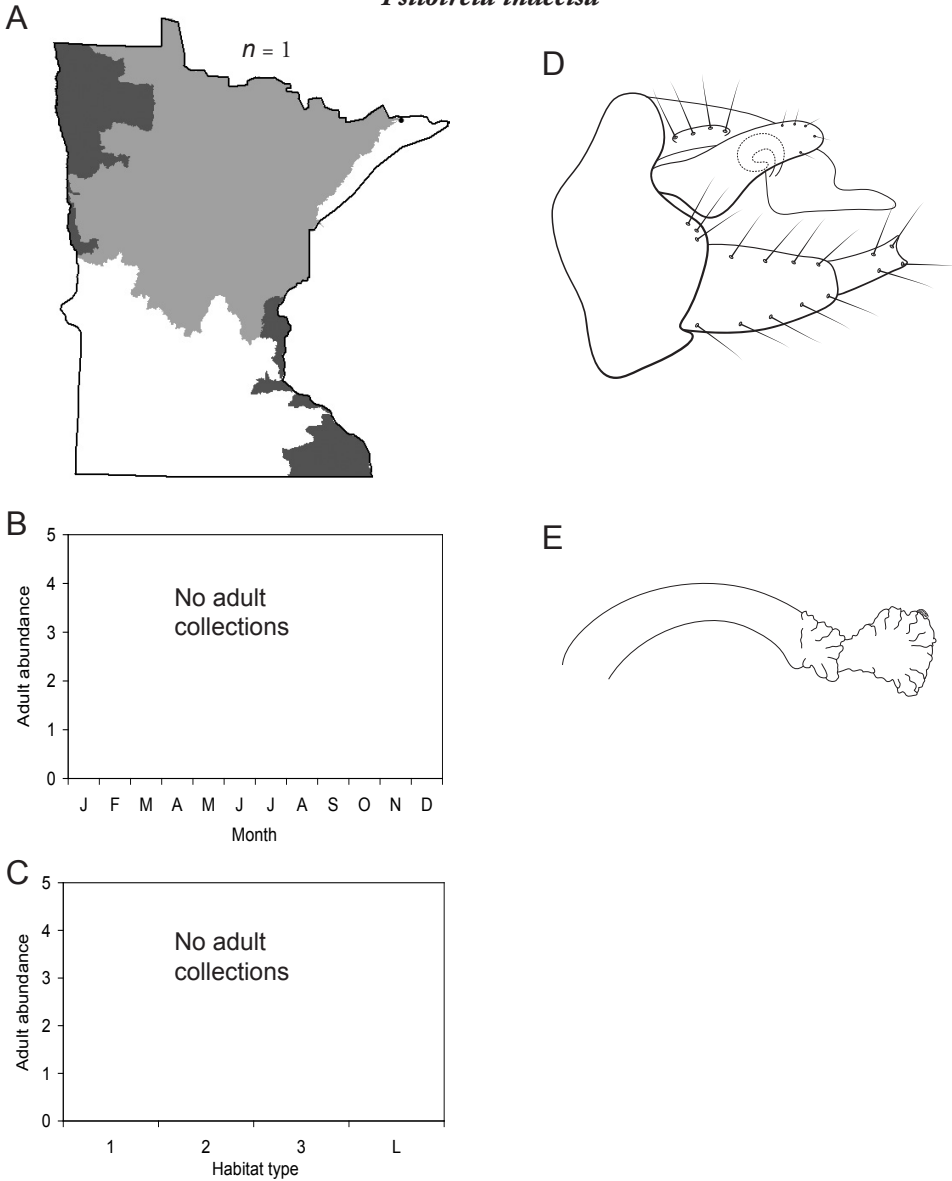 Psilotreta indecisa
A
n = 1
D
B
5
4
3
2
1
0
Adult abundance
No adult
collections
J F M A M J J A S O N D
Month
E
C
5
4
3
2
1
0
Adult abundance
No adult
collections
1 2 3 L
Habitat type